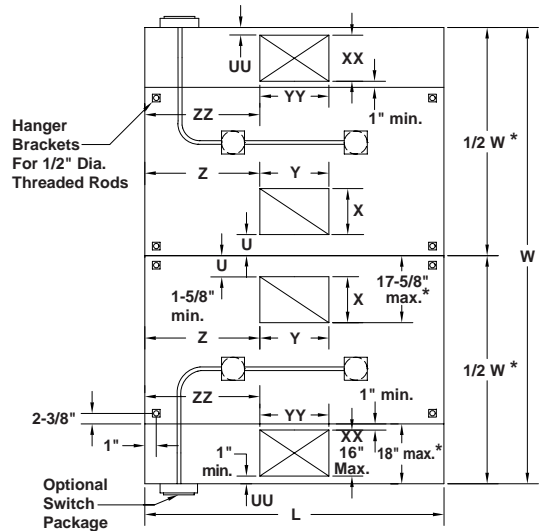 UU
XX
YY
1" min.
ZZ
Hanger
Brackets
For 1/2" Dia.
Threaded Rods
1/2 W *
Z
Y
X
U
W
U
1-5/8"
min.
X
17-5/8"
max.*
Z
Y
1/2 W *
ZZ
1" min.
YY
2-3/8"
1"
1"
min.
XX
16"
Max.
18" max.*
UU
Optional
Switch
Package
L